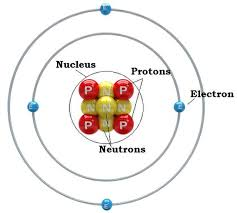 Nucleus
Protons
Electron
P N P
N N N
P N P
Neutrons
E
E
E
E